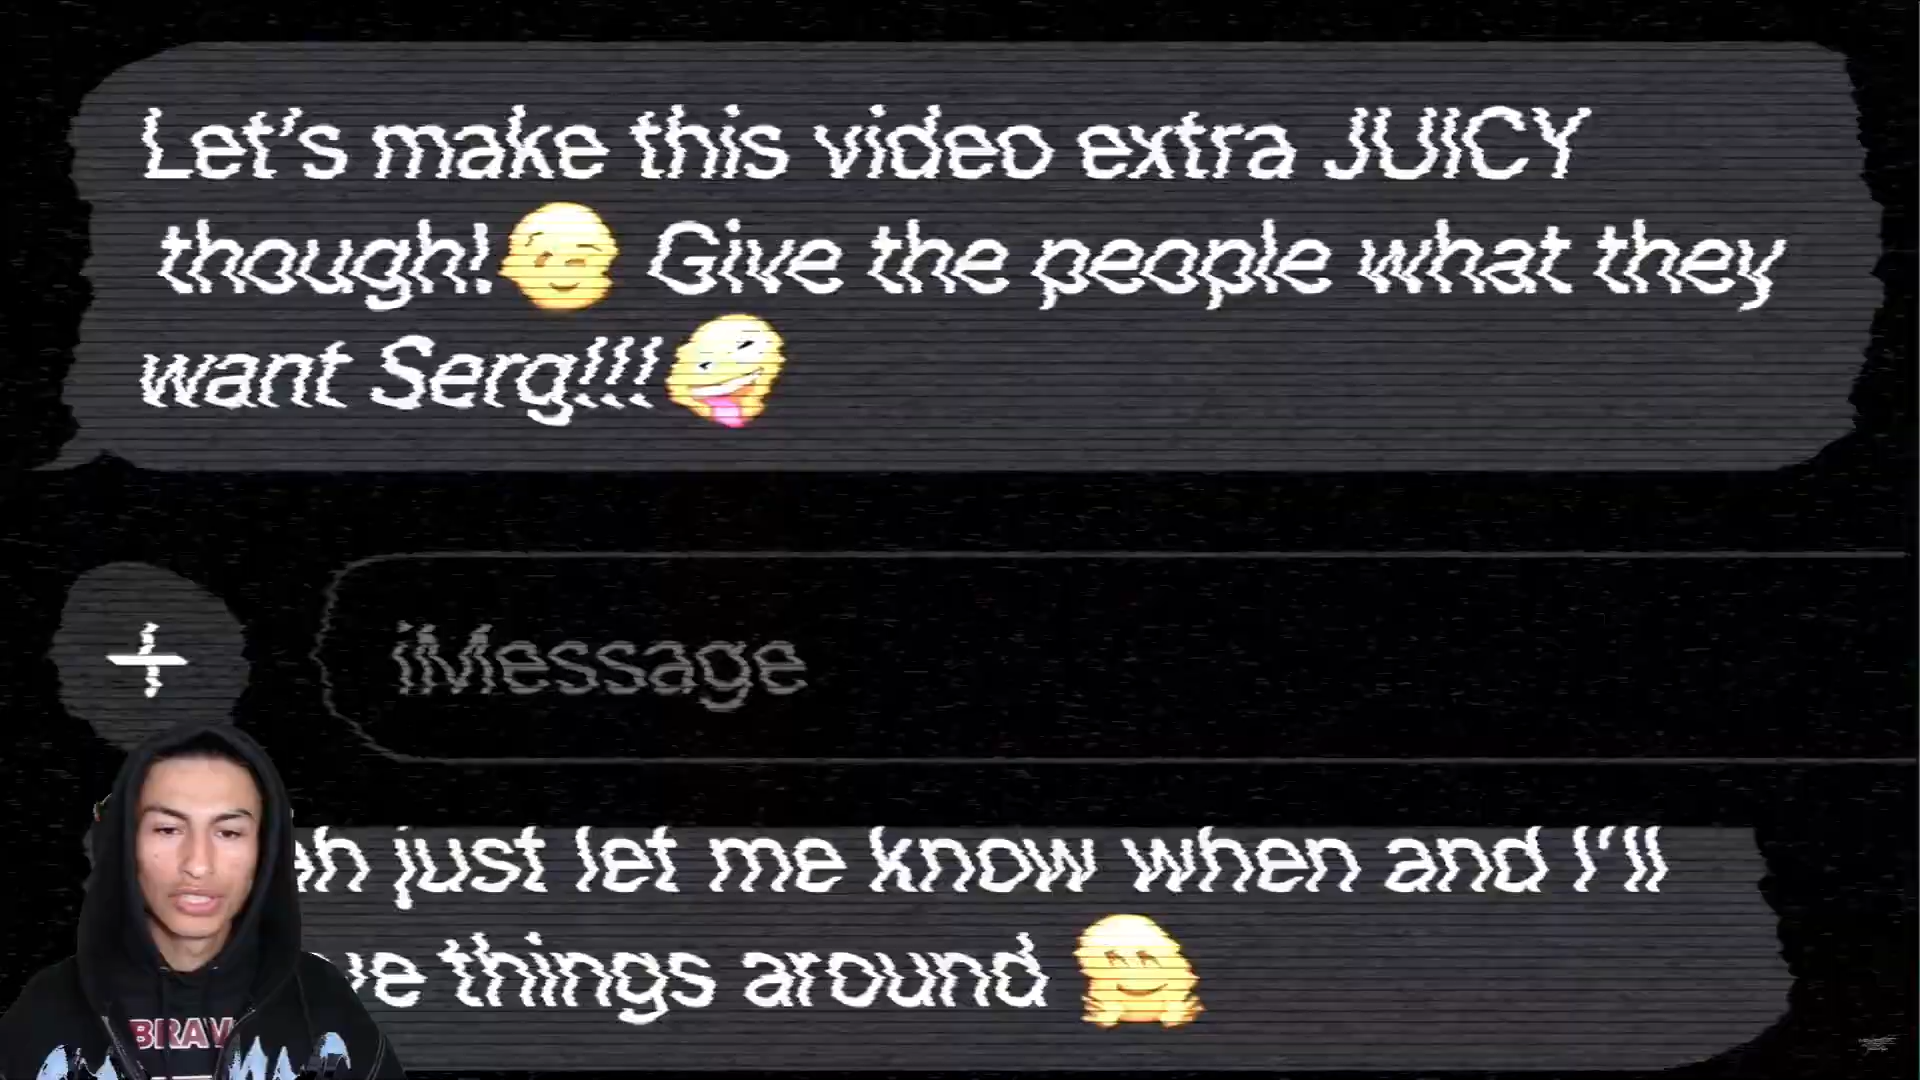 Let's make this video extra JUICY
though!😊 Give the people what they
want Serg!!!🤪
iMessage
just let me know when and I'll
things around 🤗
BRAV